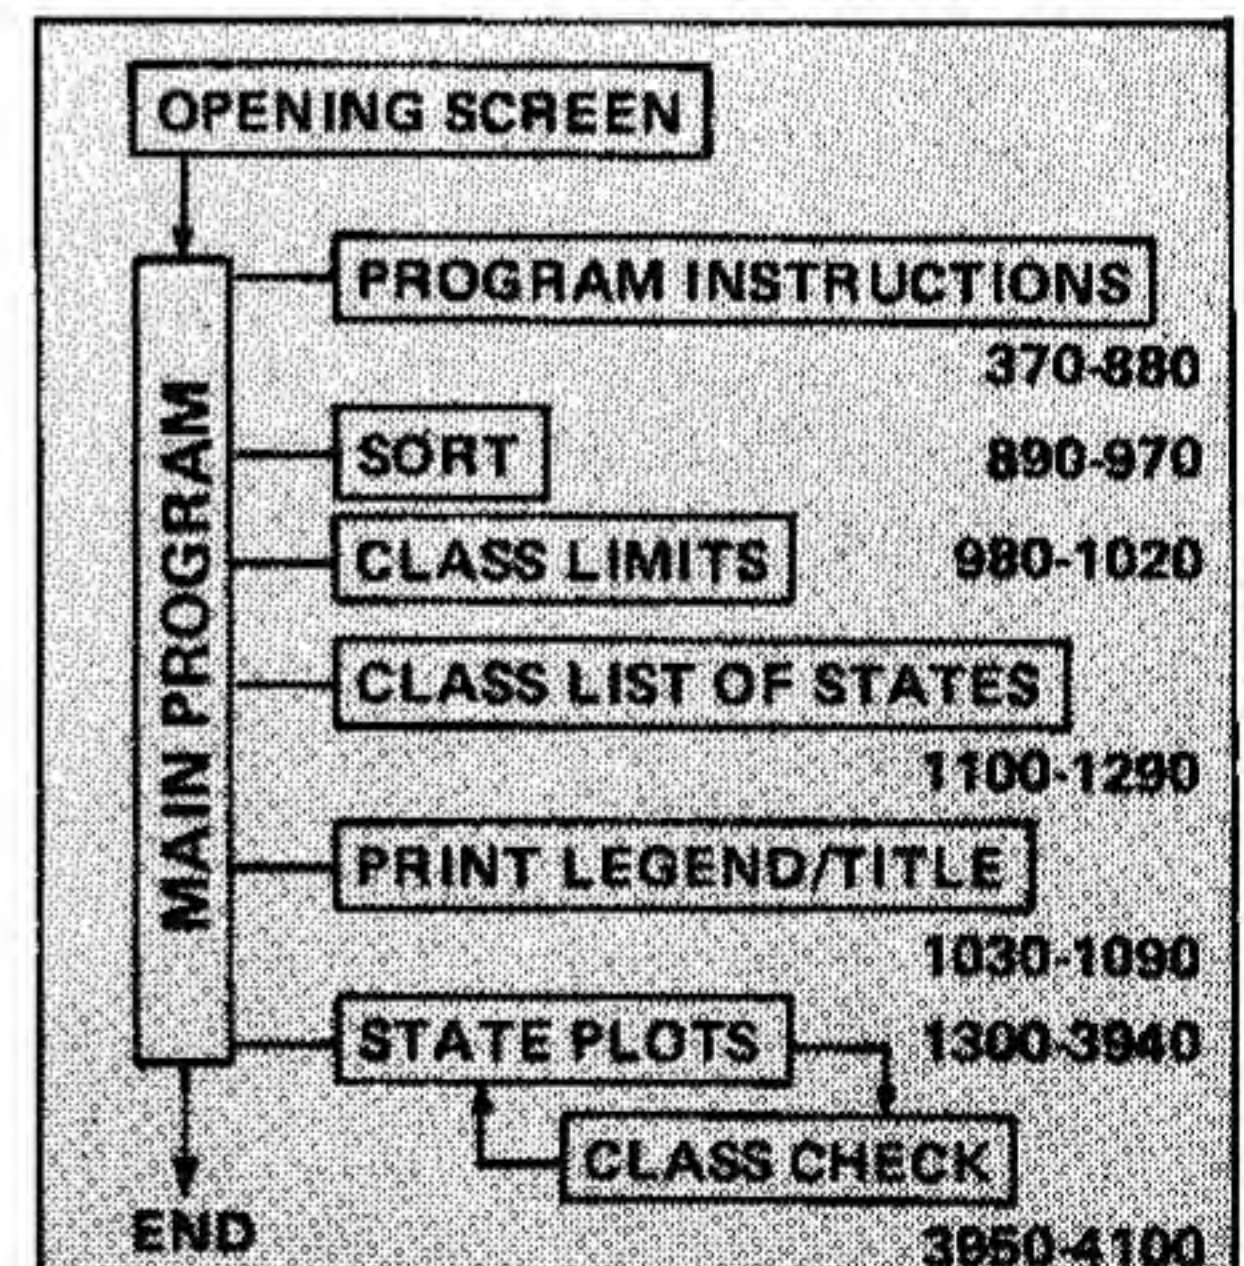 OPENING SCREEN
PROGRAM INSTRUCTIONS
370-880
MAIN PROGRAM
SORT
890-970
CLASS LIMITS
980-1020
CLASS LIST OF STATES
1100-1290
PRINT LEGEND/TITLE
1030-1090
STATE PLOTS
1300-3940
CLASS CHECK
END
3950-4100